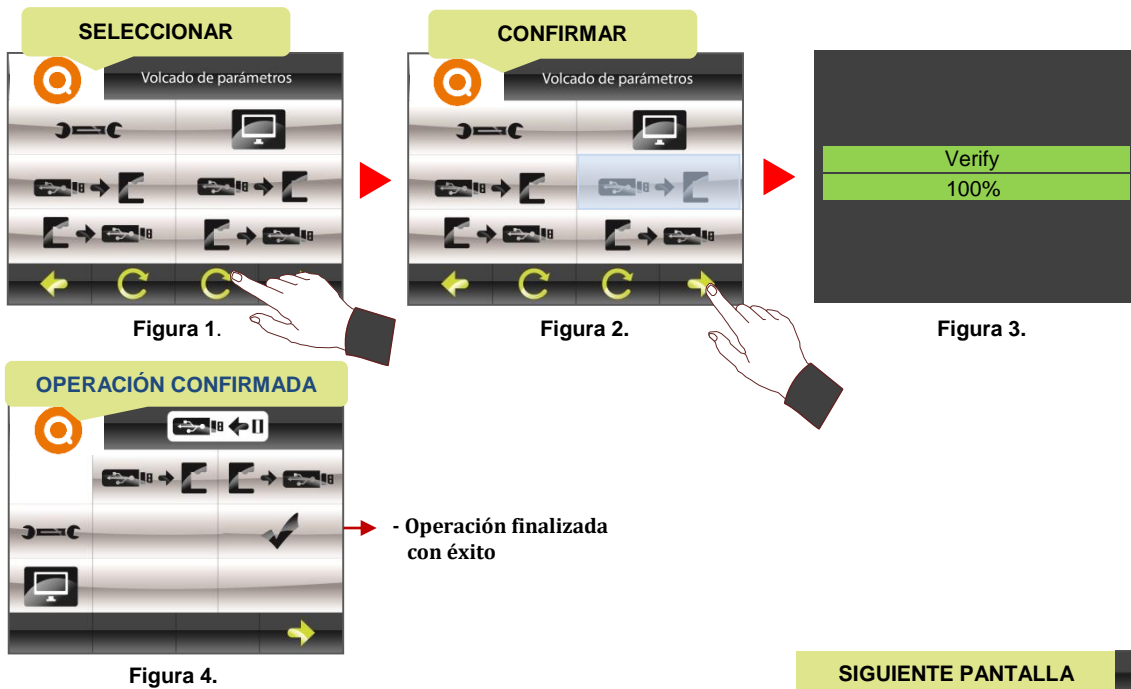 SELECCIONAR
CONFIRMAR
Volcado de parámetros
Volcado de parámetros
Verify
100%
Figura 1.
Figura 2.
Figura 3.
OPERACIÓN CONFIRMADA
- Operación finalizada
con éxito
Figura 4.
SIGUIENTE PANTALLA